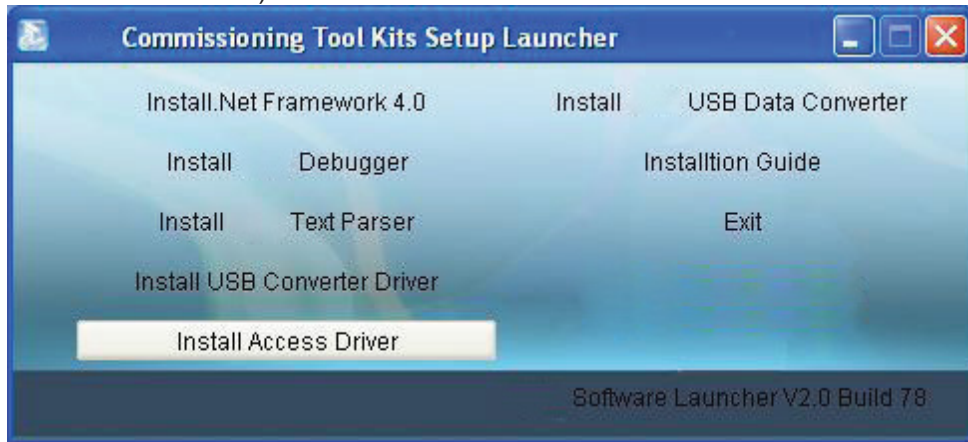 Commissioning Tool Kits Setup Launcher
Install.Net Framework 4.0
Install USB Data Converter
Install Debugger
Installtion Guide
Install Text Parser
Exit
Install USB Converter Driver
Install Access Driver
Software Launcher V2.0 Build 78